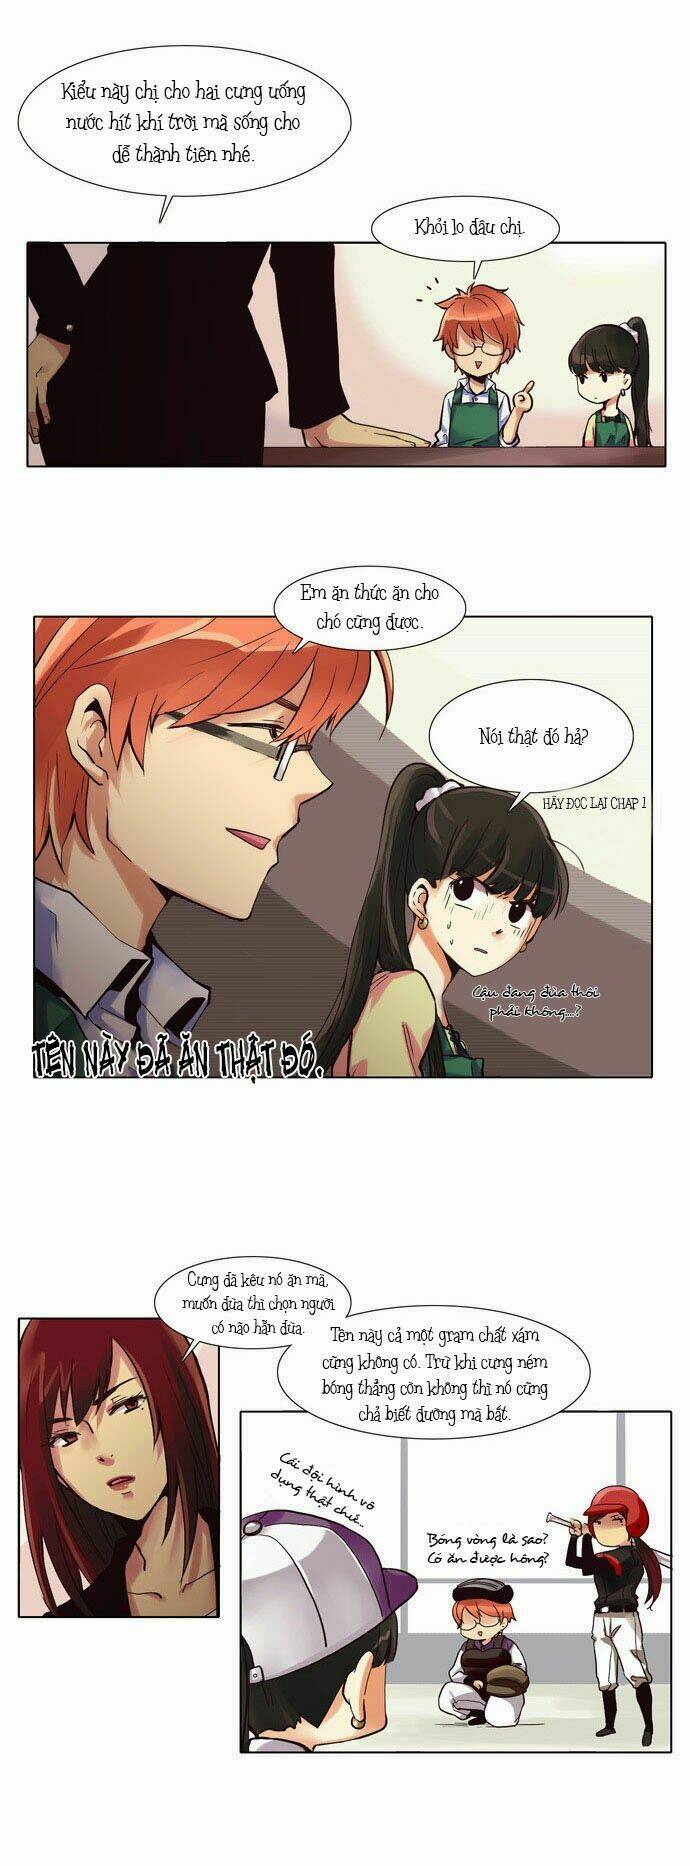 Kiểu này chị cho hai cưng uống
nước hít khí trời mà sống cho
dễ thành tiên nhé.
Khỏi lo đâu chị.
Em ăn thức ăn cho
chó cũng được.
Nói thật đó hả?
HÃY ĐỌC LẠI CHAP 1
Cậu đang đùa thôi
phải không...?
TÊN NÀY ĐÃ ĂN THẬT ĐÓ.
Cưng đã kêu nó ăn mà,
muốn đùa thì chọn người
có não hẵn đùa.
Tên này cả một gram chất xám
cũng không có. Trừ khi cưng ném
bóng thẳng còn không thì nó cũng
chả biết đường mà bắt.
Cái đội hình vô
dụng thật chứ..
Bóng vòng là sao?
Có ăn được hông?